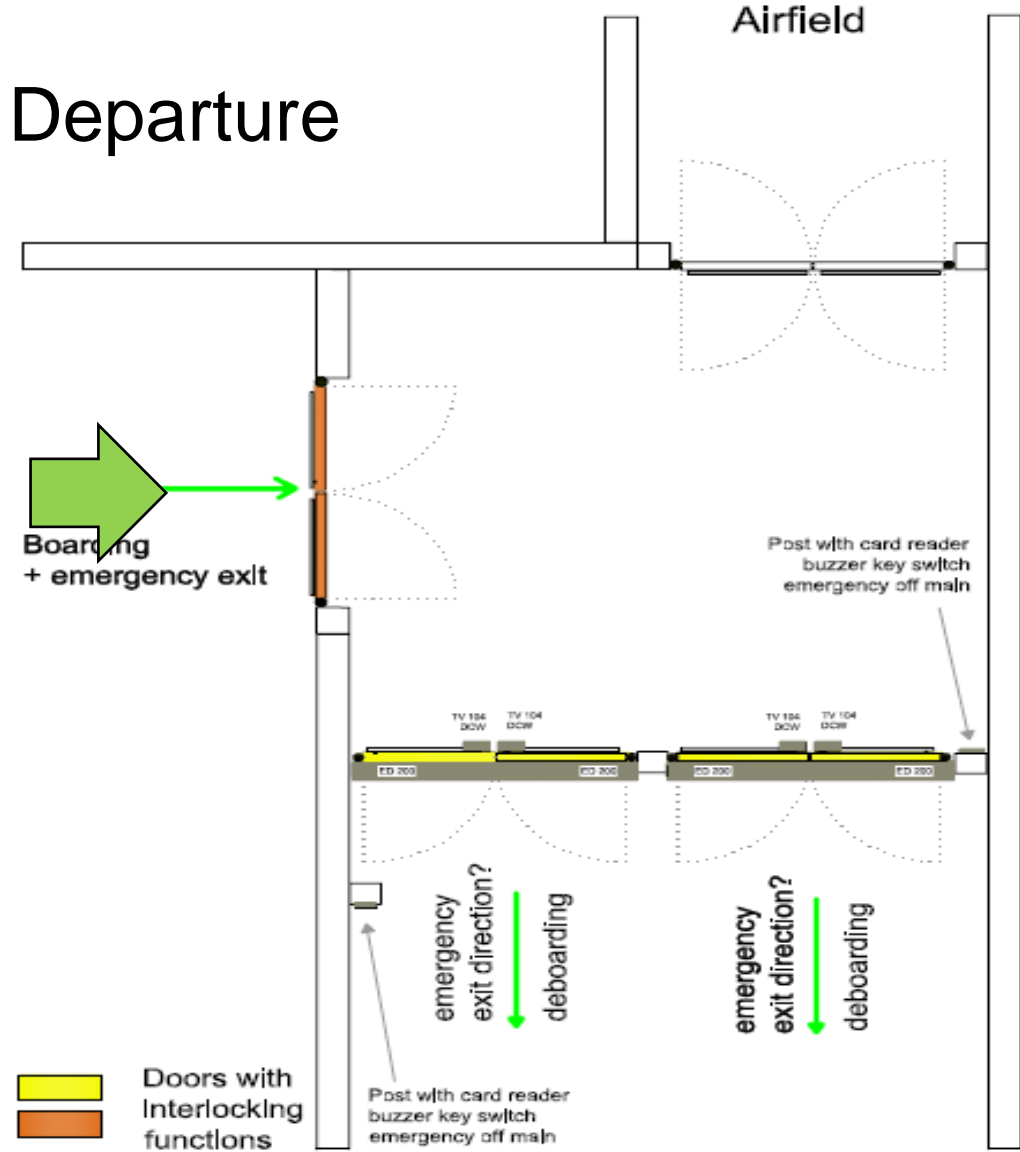 Airfield
Departure
Boarding
+ emergency exit
Post with card reader
buzzer key switch
emergency off main
TV 104
DCW
TV 104
DCW
TV 104
DCW
TV 104
DCW
ED 200
ED 200
ED 200
ED 200
emergency
exit direction?
deboarding
emergency
exit direction?
deboarding
Doors with
interlocking
functions
Post with card reader
buzzer key switch
emergency off main